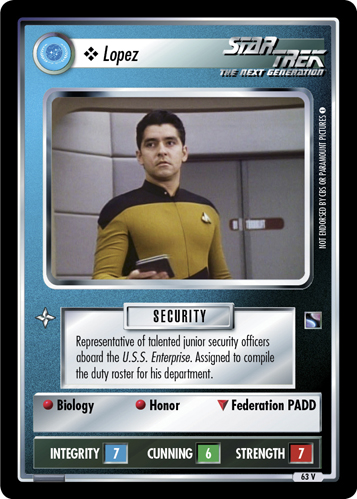 Lopez
STAR TREK
THE NEXT GENERATION
NOT ENDORSED BY CBS OR PARAMOUNT PICTURES
SECURITY
Representative of talented junior security officers
aboard the U.S.S. Enterprise. Assigned to compile
the duty roster for his department.
Biology
Honor
Federation PADD
INTEGRITY 7
CUNNING 6
STRENGTH 7
63 V